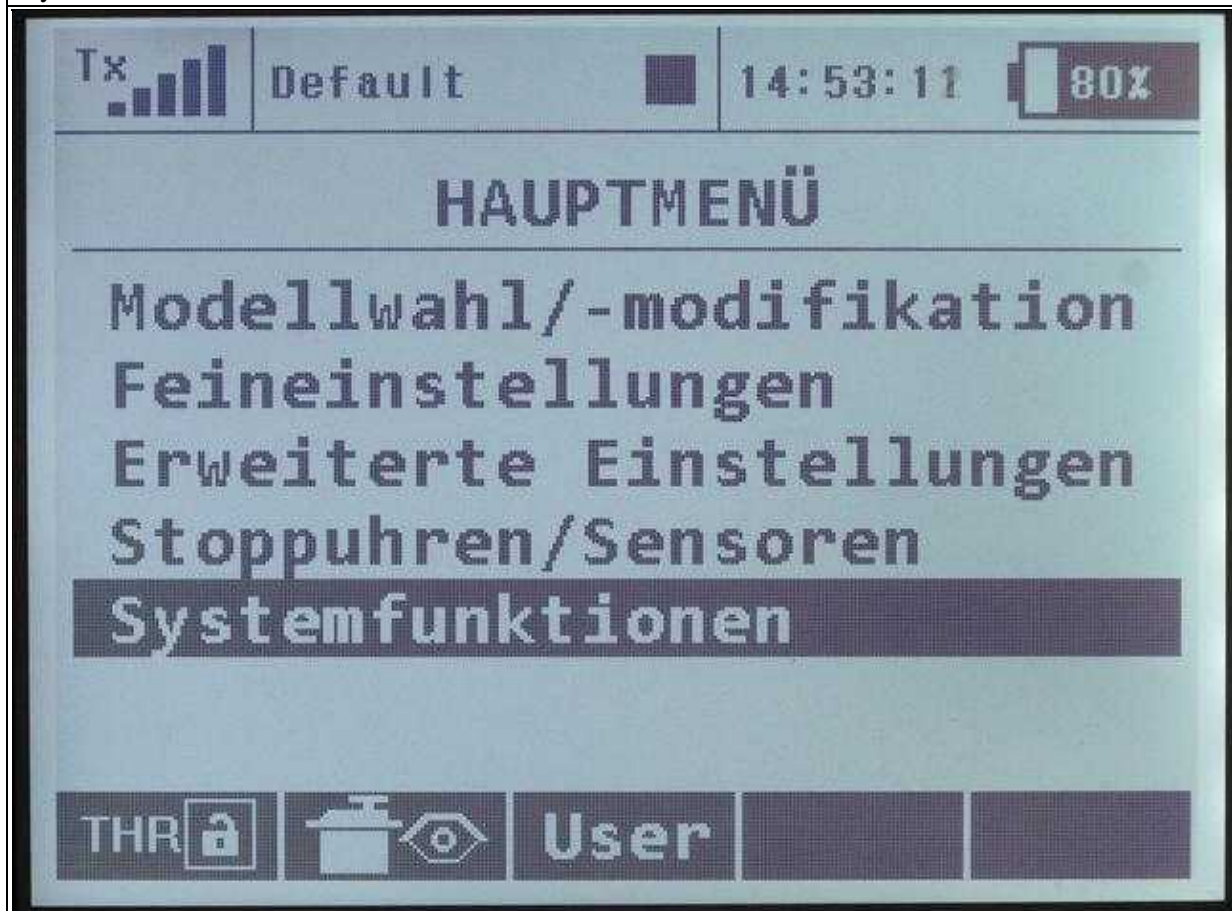 Tx Default 14:53:11 80%
HAUPTMENÜ
Modellwahl/-modifikation
Feineinstellungen
Erweiterte Einstellungen
Stoppuhren/Sensoren
Systemfunktionen
THR User